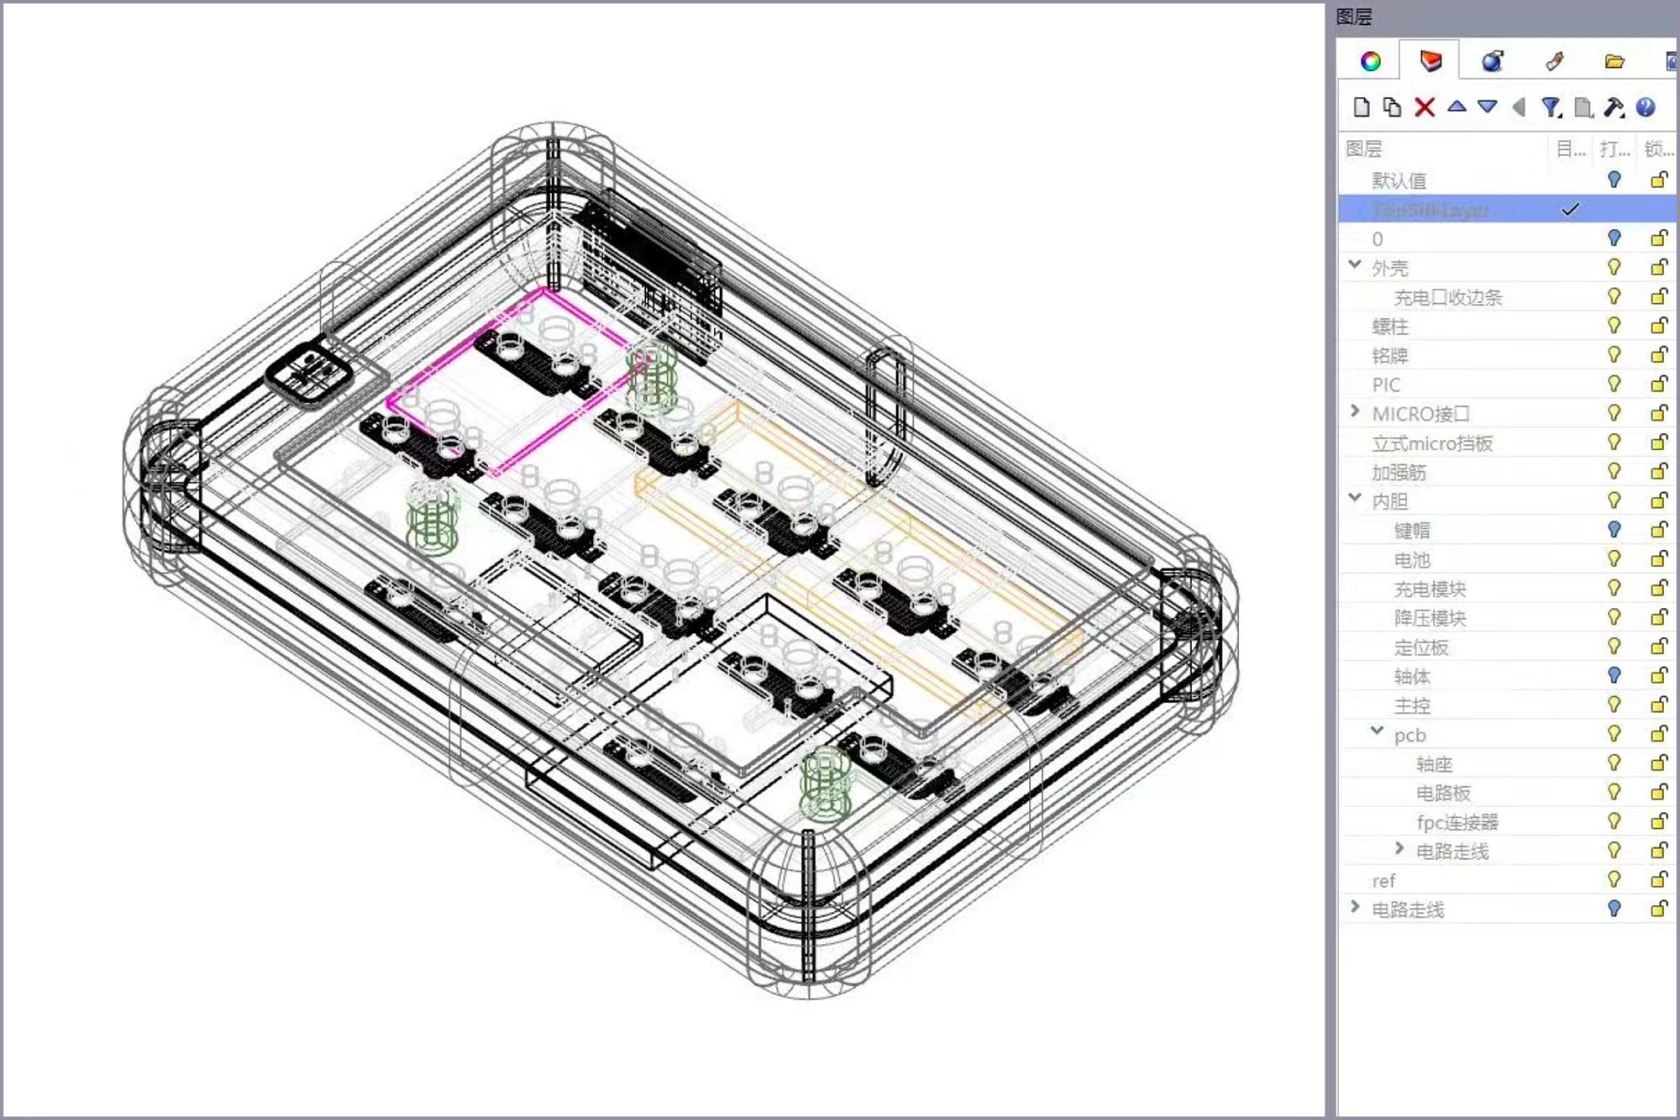 图层
图层 目... 打... 锁...
默认值
TopSilkLayer
0
外壳
充电口收边条
螺柱
铭牌
PIC
MICRO接口
立式micro挡板
加强筋
内胆
键帽
电池
充电模块
降压模块
定位板
轴体
主控
pcb
轴座
电路板
fpc连接器
电路走线
ref
电路走线